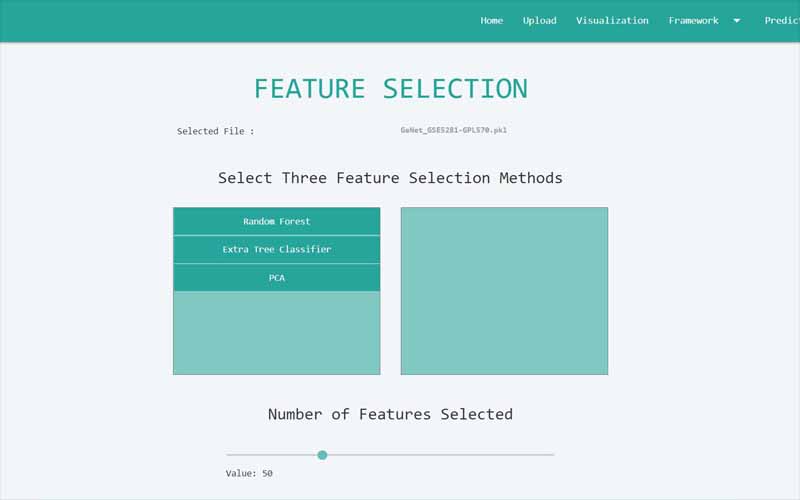 Home Upload Visualization Framework Predict
FEATURE SELECTION
Selected File : GeNet_GSE5281-GPL570.pkl
Select Three Feature Selection Methods
Random Forest
Extra Tree Classifier
PCA
Number of Features Selected
Value: 50